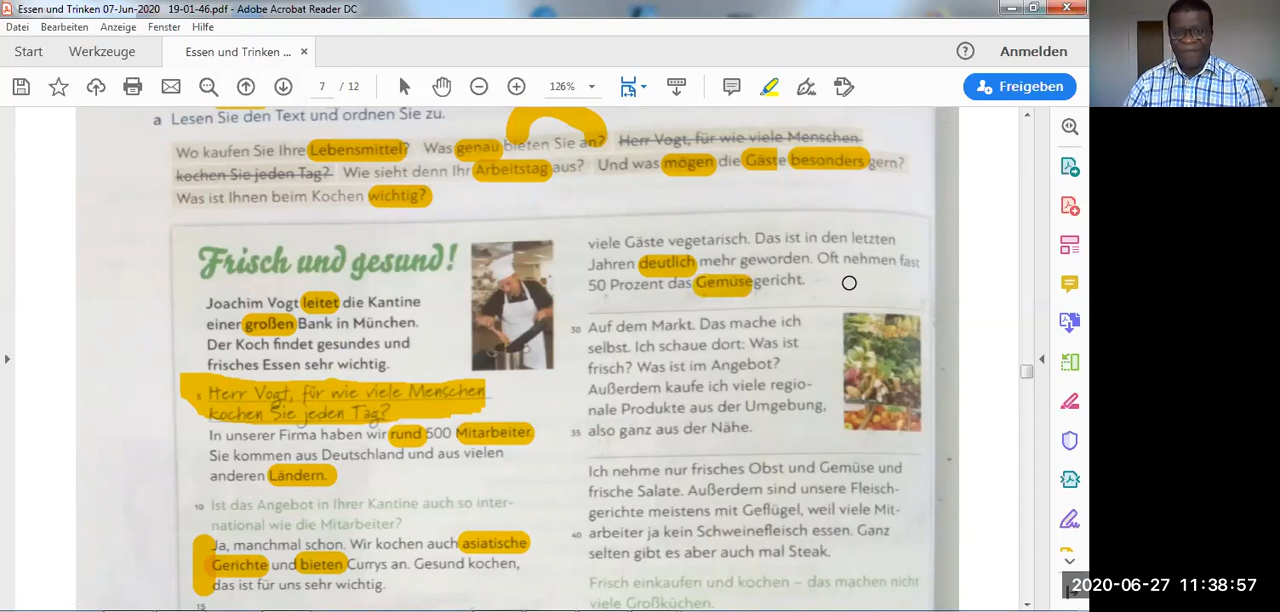 Essen und Trinken 07-Jun-2020 19-01-46.pdf - Adobe Acrobat Reader DC
Datei Bearbeiten Anzeige Fenster Hilfe
Start Werkzeuge Essen und Trinken ... × Anmelden
7 / 12 126% Freigeben
a Lesen Sie den Text und ordnen Sie zu.
Wo kaufen Sie Ihre Lebensmittel? Was genau bieten Sie an? Herr Vogt, für wie viele Menschen
kochen Sie jeden Tag? Wie sieht denn Ihr Arbeitstag aus? Und was mögen die Gäste besonders gern?
Was ist Ihnen beim Kochen wichtig?
Frisch und gesund!
Joachim Vogt leitet die Kantine
einer großen Bank in München.
Der Koch findet gesundes und
frisches Essen sehr wichtig.
5 Herr Vogt, für wie viele Menschen
kochen Sie jeden Tag?
In unserer Firma haben wir rund 500 Mitarbeiter.
Sie kommen aus Deutschland und aus vielen
anderen Ländern.
10 Ist das Angebot in Ihrer Kantine auch so inter-
national wie die Mitarbeiter?
Ja, manchmal schon. Wir kochen auch asiatische
Gerichte und bieten Currys an. Gesund kochen,
das ist für uns sehr wichtig.
15
viele Gäste vegetarisch. Das ist in den letzten
Jahren deutlich mehr geworden. Oft nehmen fast
50 Prozent das Gemüsegericht.
30 Auf dem Markt. Das mache ich
selbst. Ich schaue dort: Was ist
frisch? Was ist im Angebot?
Außerdem kaufe ich viele regio-
nale Produkte aus der Umgebung,
35 also ganz aus der Nähe.
Ich nehme nur frisches Obst und Gemüse und
frische Salate. Außerdem sind unsere Fleisch-
gerichte meistens mit Geflügel, weil viele Mit-
40 arbeiter ja kein Schweinefleisch essen. Ganz
selten gibt es aber auch mal Steak.
Frisch einkaufen und kochen – das machen nicht
viele Großküchen.
2020-06-27 11:38:57